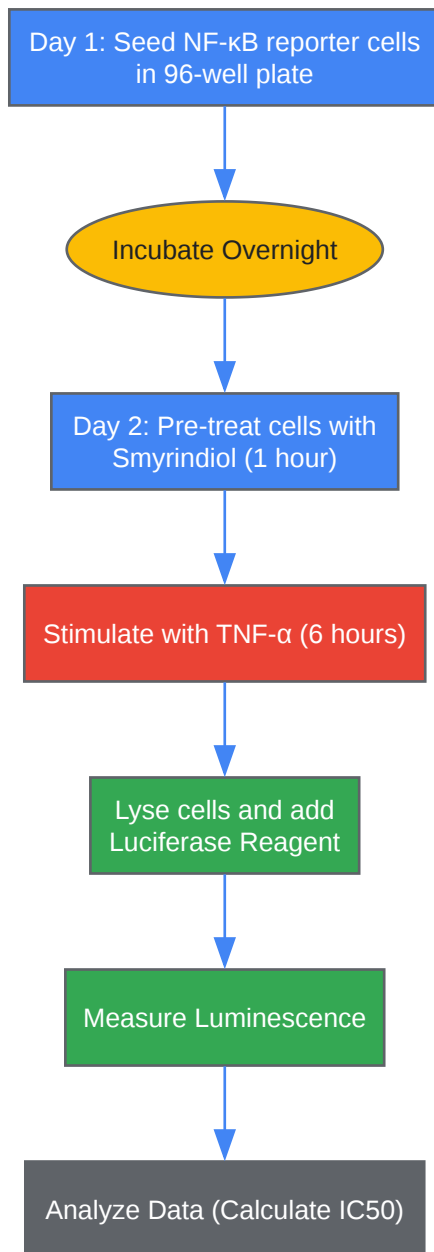 Day 1: Seed NF-κB reporter cells
in 96-well plate
Incubate Overnight
Day 2: Pre-treat cells with
Smyrindiol (1 hour)
Stimulate with TNF-α (6 hours)
Lyse cells and add
Luciferase Reagent
Measure Luminescence
Analyze Data (Calculate IC50)